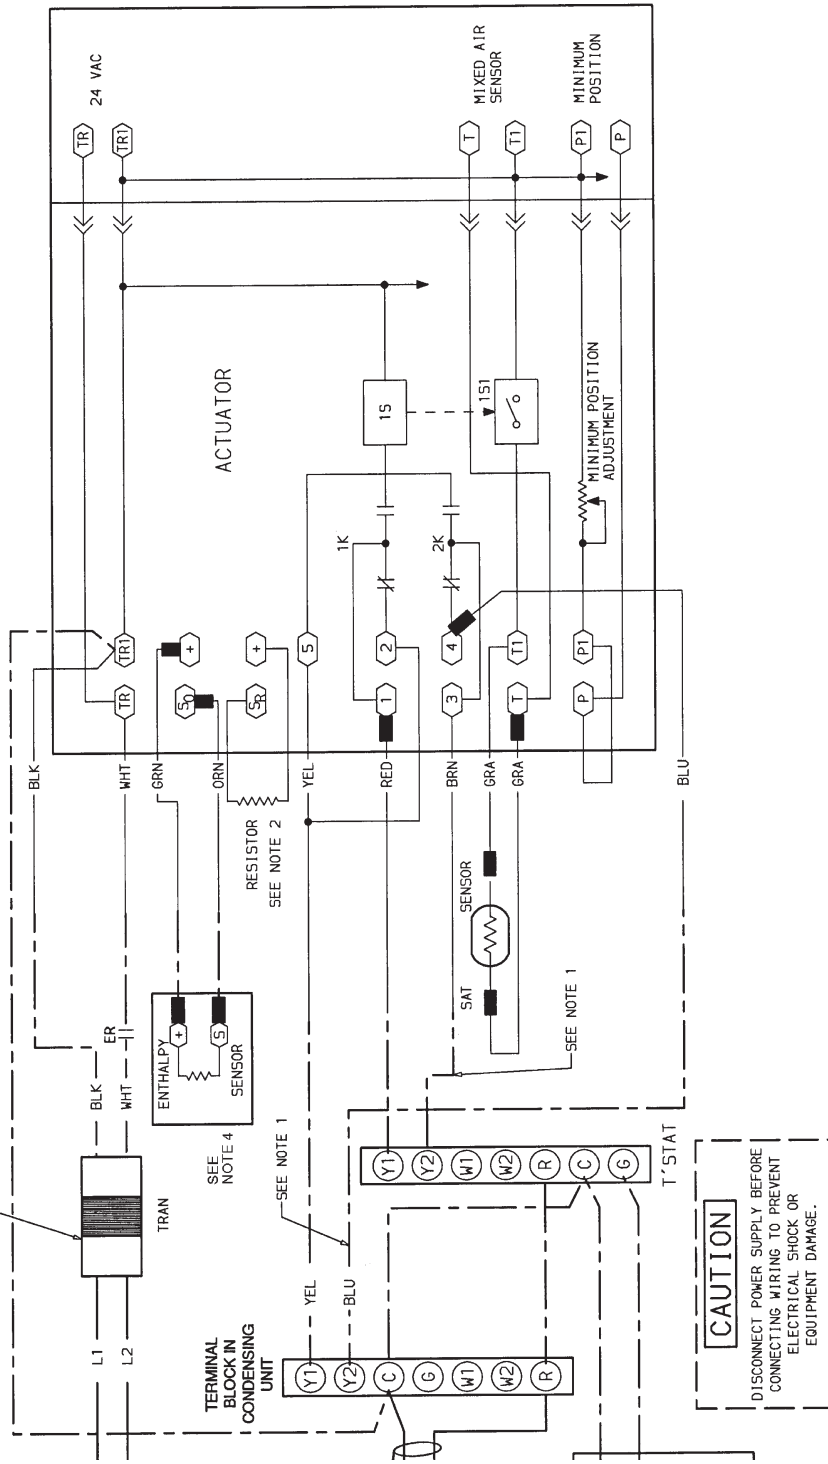 24 VAC
MIXED AIR
SENSOR
MINIMUM
POSITION
TR
TR1
T
T1
P1
P
ACTUATOR
1S
1S1
MINIMUM POSITION
ADJUSTMENT
1K
2K
TR1
+
+
5
2
4
T1
P1
TR
SO
SR
1
3
T
P
BLK
WHT
GRN
ORN
YEL
RED
BRN
GRA
GRA
BLU
RESISTOR
SEE NOTE 2
SENSOR
SAT
ER
ENTHALPY
SENSOR
+
S
SEE
NOTE 4
BLK
WHT
TRAN
SEE NOTE 1
SEE NOTE 1
Y1
Y2
W1
W2
R
C
G
T'STAT
L1
L2
YEL
BLU
TERMINAL
BLOCK IN
CONDENSING
UNIT
Y1
Y2
C
G
W1
W2
R
CAUTION
DISCONNECT POWER SUPPLY BEFORE
CONNECTING WIRING TO PREVENT
ELECTRICAL SHOCK OR
EQUIPMENT DAMAGE.